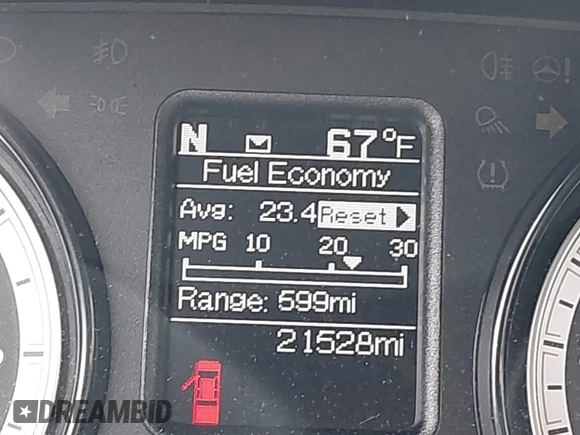 N 67°F
Fuel Economy
Avg: 23.4 Reset
MPG 10 20 30
Range: 599mi
21528mi
DREAMBID